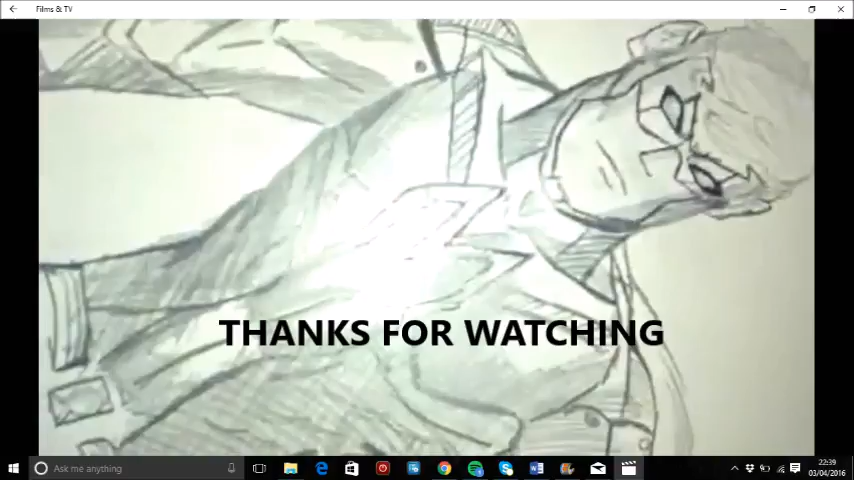 Films & TV
THANKS FOR WATCHING
Ask me anything
22:39
03/04/2016